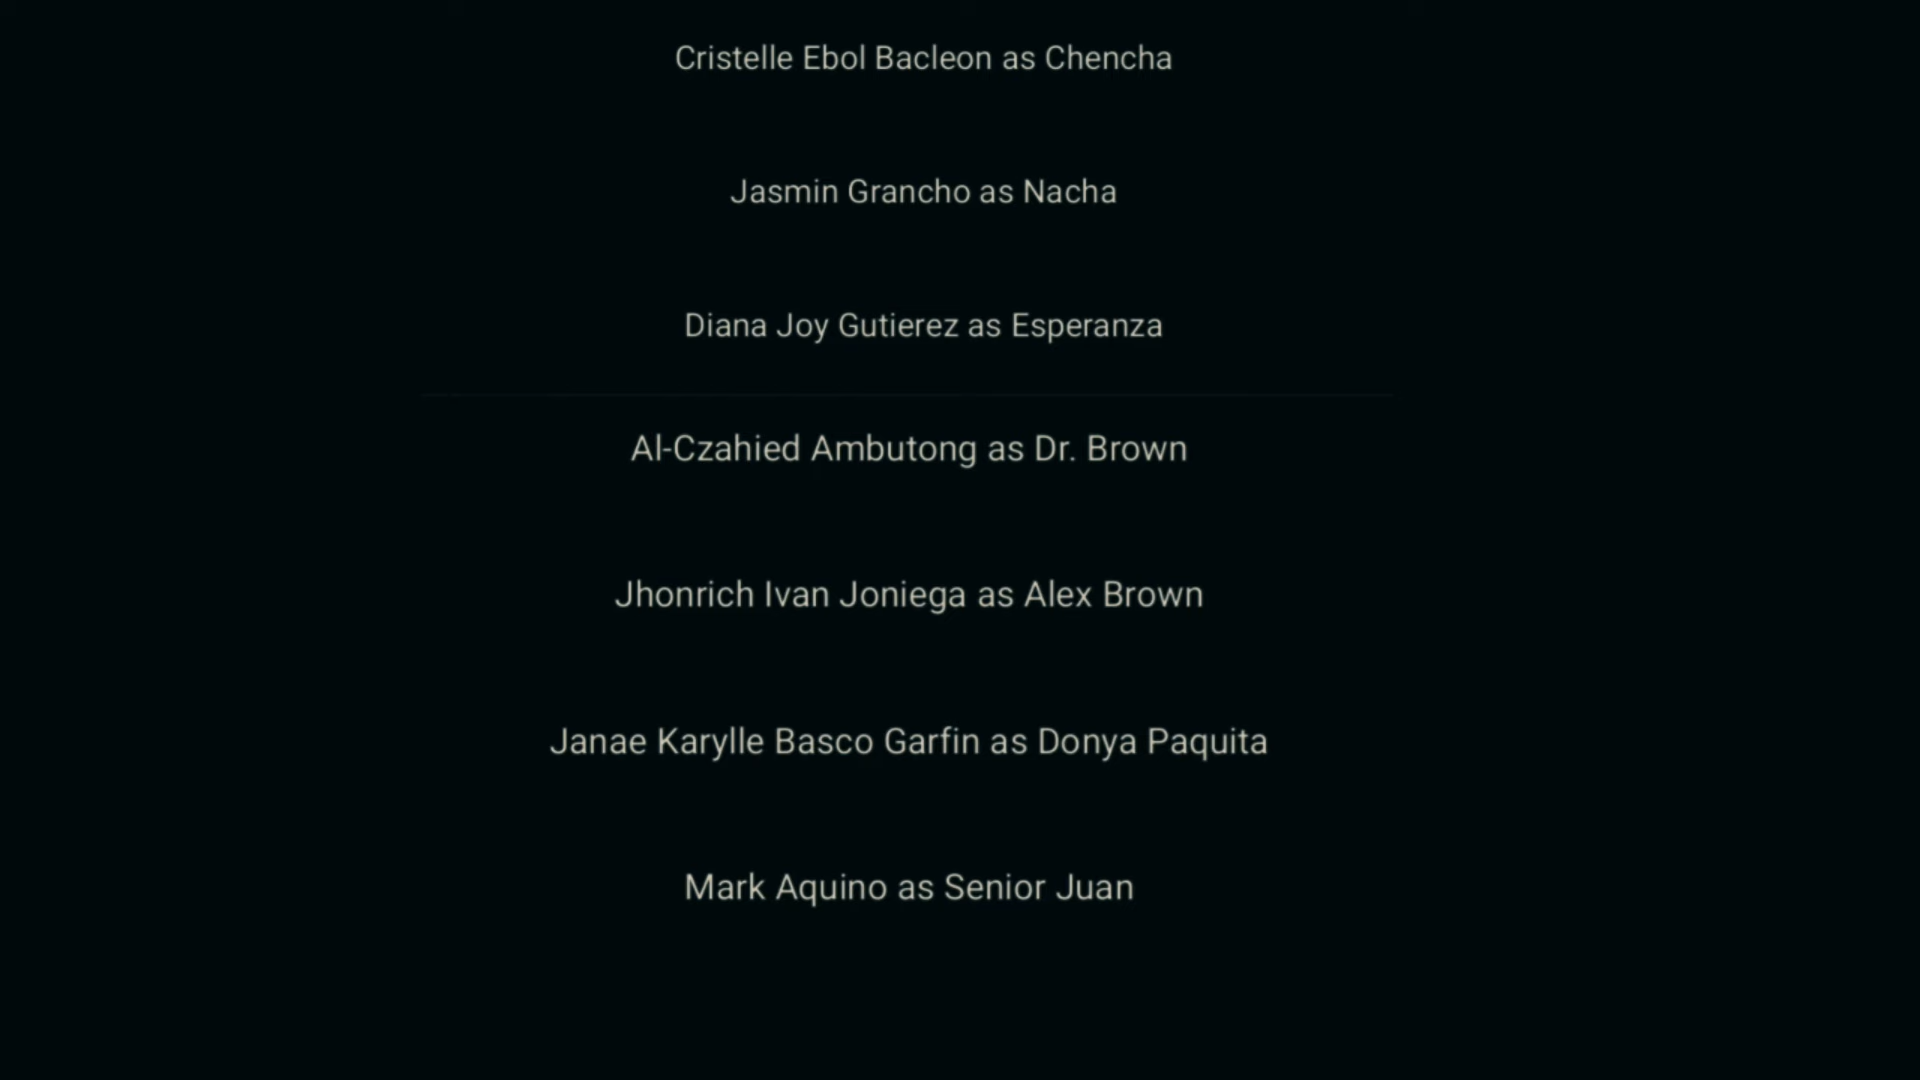 Cristelle Ebol Bacleon as Chencha
Jasmin Grancho as Nacha
Diana Joy Gutierez as Esperanza
Al-Czahied Ambutong as Dr. Brown
Jhonrich Ivan Joniega as Alex Brown
Janae Karylle Basco Garfin as Donya Paquita
Mark Aquino as Senior Juan